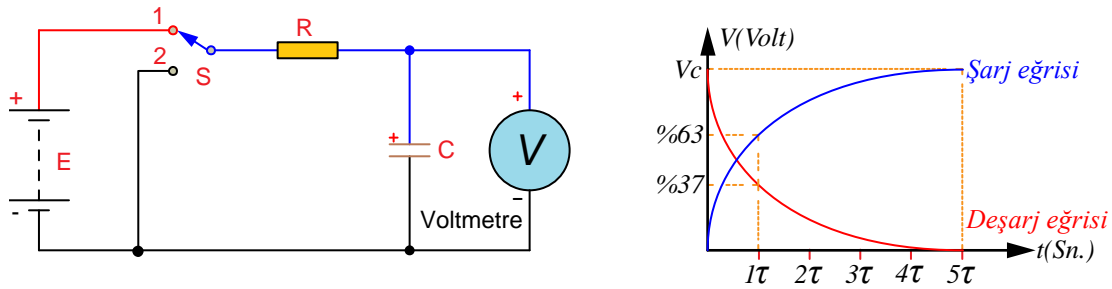 1
2
S
R
+
E
-
+
C
+
V
-
Voltmetre
V(Volt)
Vc
Şarj eğrisi
%63
%37
Deşarj eğrisi
t(Sn.)
1τ 2τ 3τ 4τ 5τ